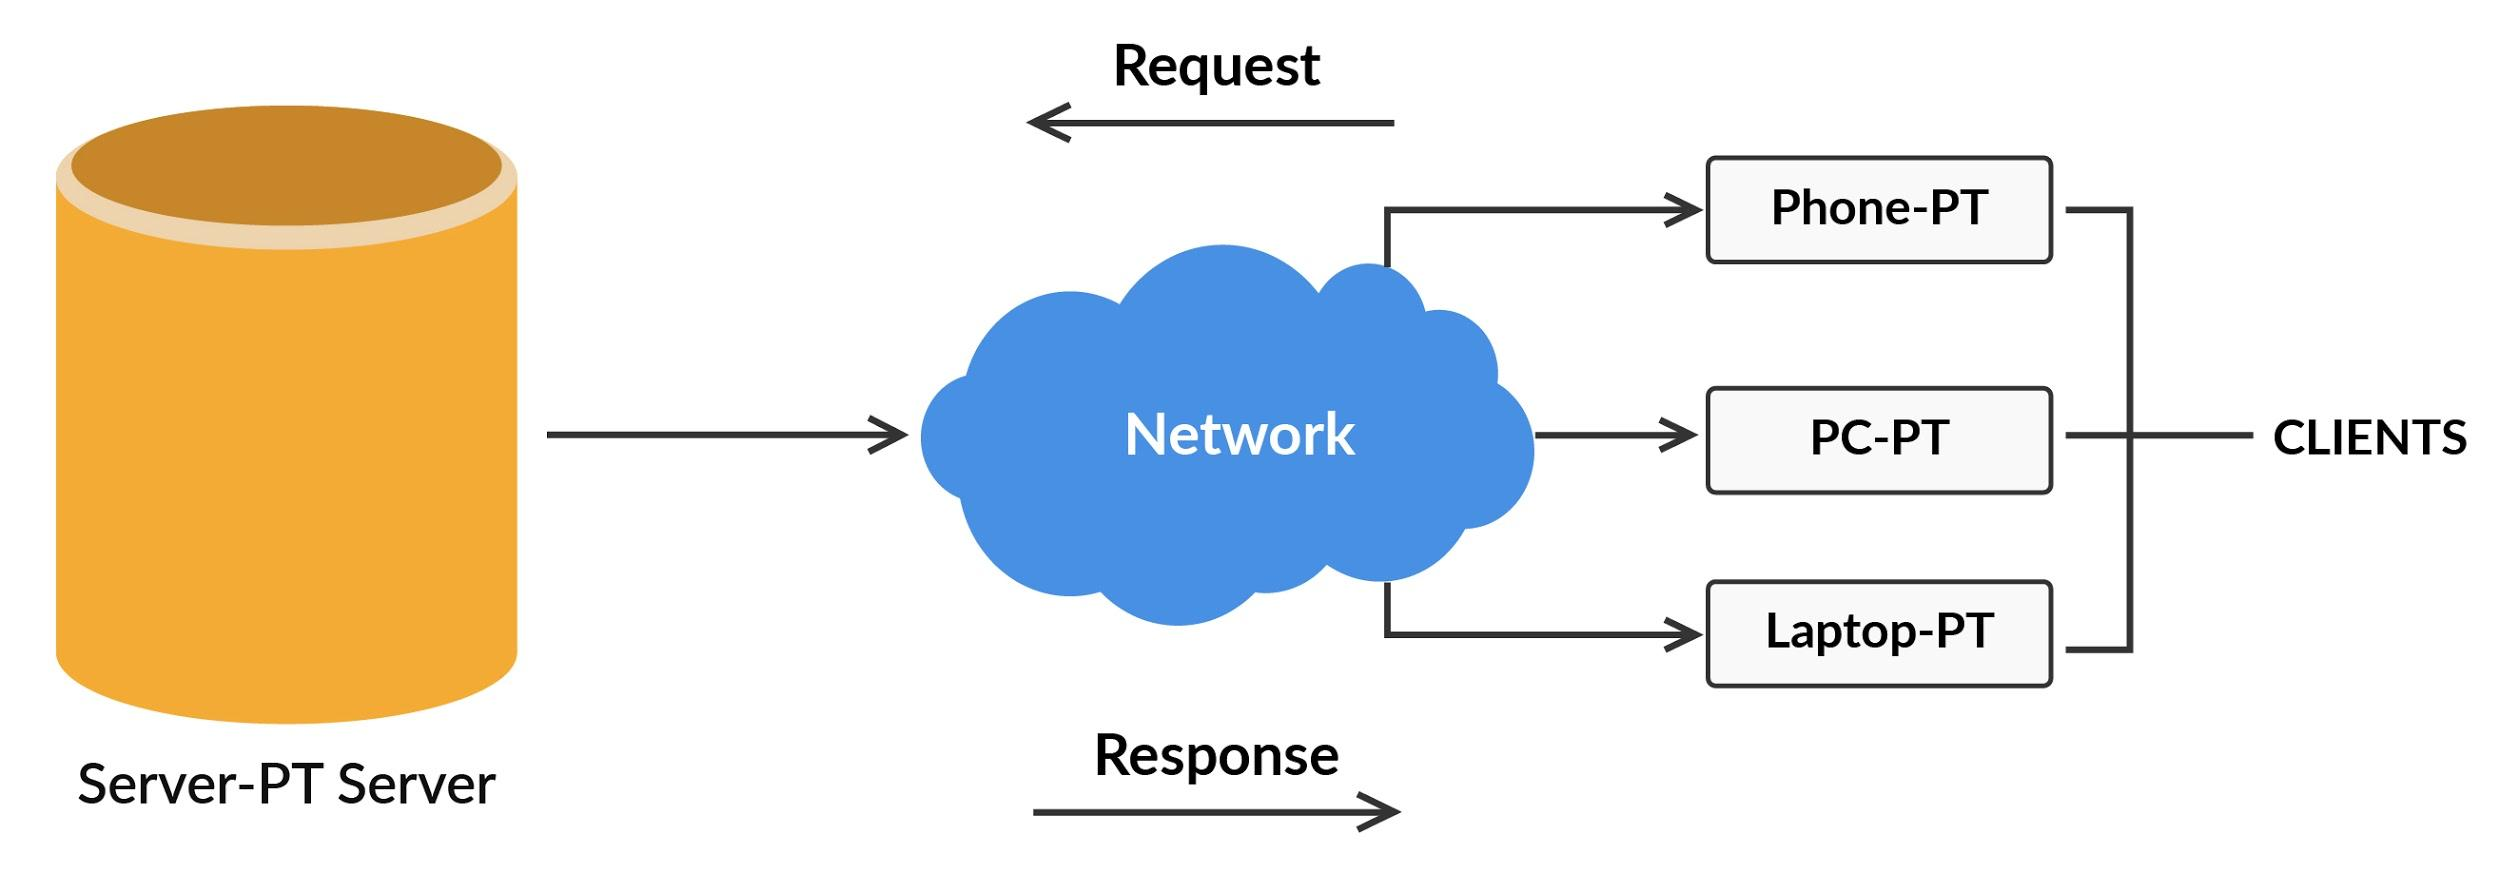 Request
Phone-PT
Network
PC-PT
CLIENTS
Laptop-PT
Response
Server-PT Server